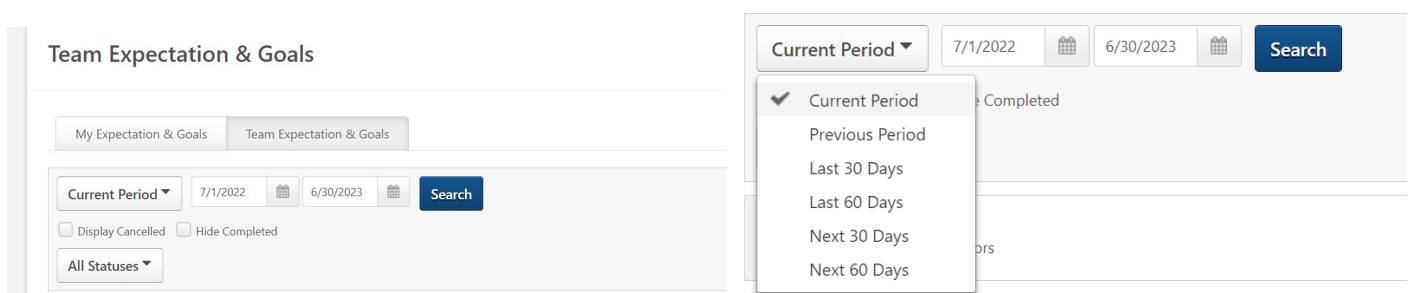 Team Expectation & Goals
My Expectation & Goals Team Expectation & Goals
Current Period 7/1/2022 6/30/2023 Search
Display Cancelled Hide Completed
All Statuses
Current Period 7/1/2022 6/30/2023 Search
Current Period Completed
Previous Period
Last 30 Days
Last 60 Days
Next 30 Days
Next 60 Days